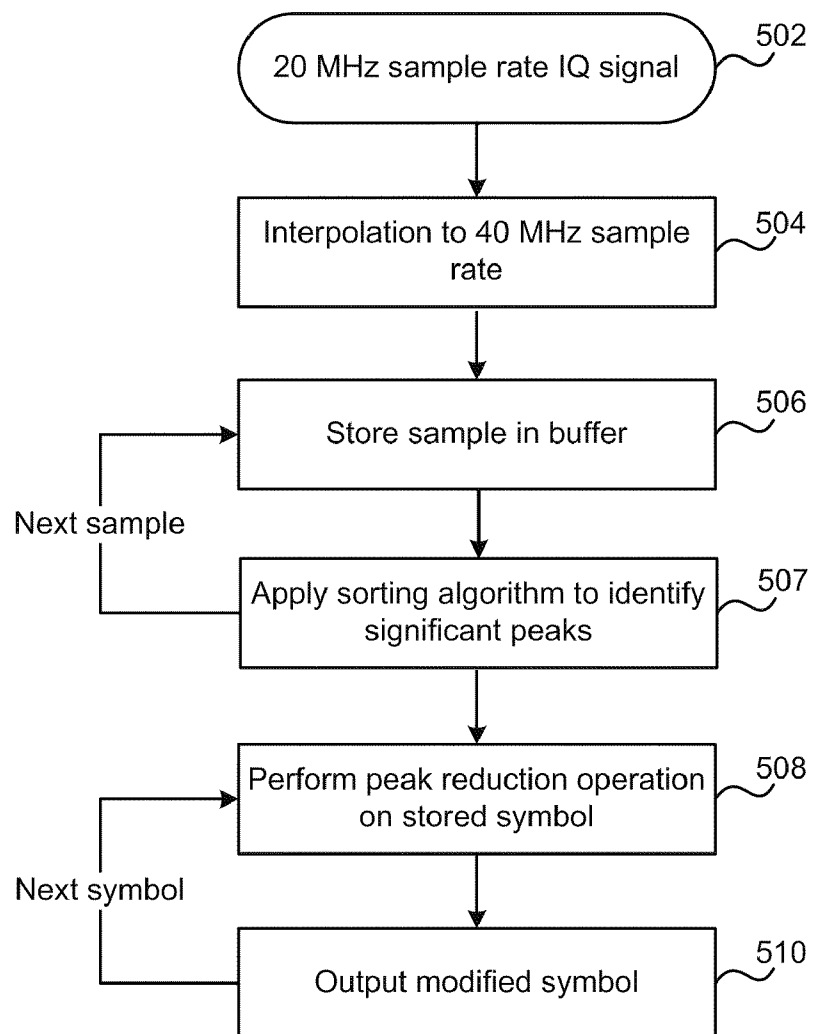 502
20 MHz sample rate IQ signal
504
Interpolation to 40 MHz sample
rate
506
Store sample in buffer
Next sample
507
Apply sorting algorithm to identify
significant peaks
508
Perform peak reduction operation
on stored symbol
Next symbol
510
Output modified symbol